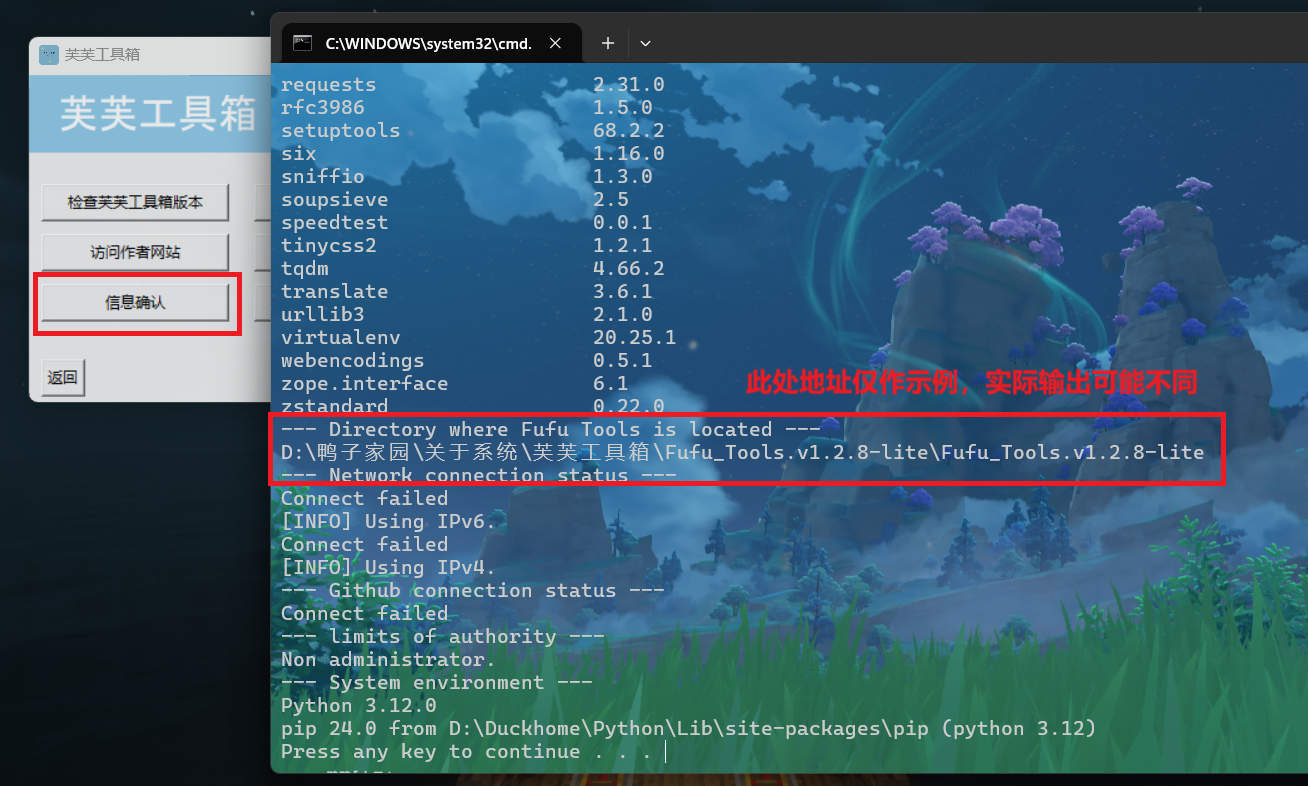 芙芙工具箱
芙芙工具箱
检查芙芙工具箱版本
访问作者网站
信息确认
返回
C:\WINDOWS\system32\cmd.
requests 2.31.0
rfc3986 1.5.0
setuptools 68.2.2
six 1.16.0
sniffio 1.3.0
soupsieve 2.5
speedtest 0.0.1
tinycss2 1.2.1
tqdm 4.66.2
translate 3.6.1
urllib3 2.1.0
virtualenv 20.25.1
webencodings 0.5.1
zope.interface 6.1
zstandard 0.22.0
此处地址仅作示例，实际输出可能不同
--- Directory where Fufu Tools is located ---
D:\鸭子家园\关于系统\芙芙工具箱\Fufu_Tools.v1.2.8-lite\Fufu_Tools.v1.2.8-lite
--- Network connection status ---
Connect failed
[INFO] Using IPv6.
Connect failed
[INFO] Using IPv4.
--- Github connection status ---
Connect failed
--- limits of authority ---
Non administrator.
--- System environment ---
Python 3.12.0
pip 24.0 from D:\Duckhome\Python\Lib\site-packages\pip (python 3.12)
Press any key to continue . . .